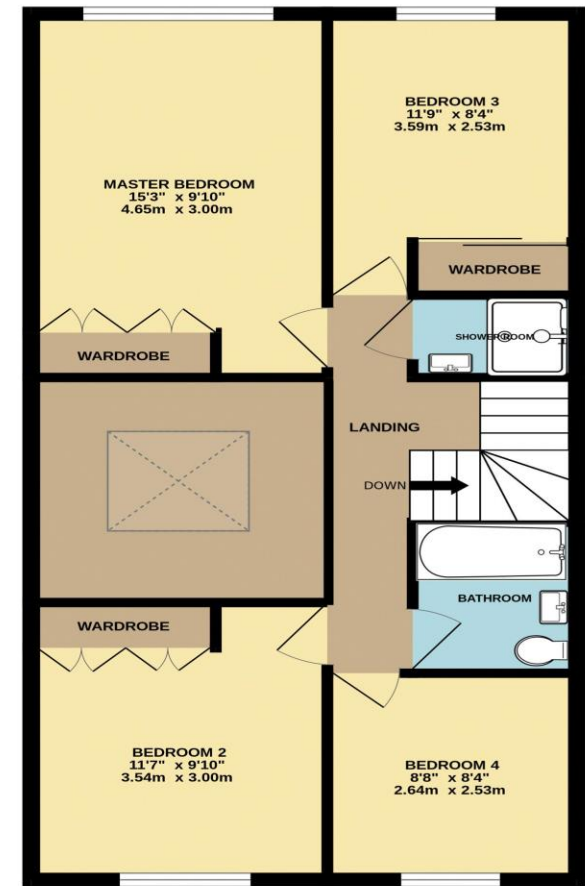 BEDROOM 3
11'9" x 8'4"
3.59m x 2.53m
MASTER BEDROOM
15'3" x 9'10"
4.65m x 3.00m
WARDROBE
SHOWER ROOM
WARDROBE
LANDING
DOWN
BATHROOM
WARDROBE
BEDROOM 2
11'7" x 9'10"
3.54m x 3.00m
BEDROOM 4
8'8" x 8'4"
2.64m x 2.53m